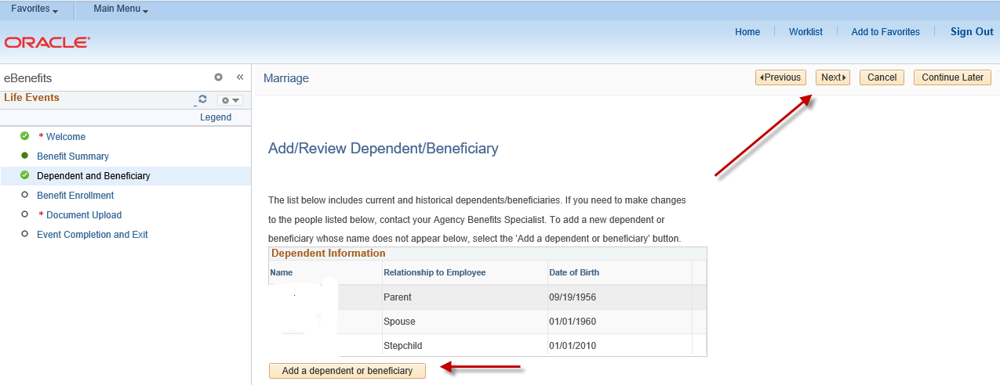 Favorites Main Menu
ORACLE
Home Worklist Add to Favorites Sign Out
eBenefits
Life Events
Legend
* Welcome
Benefit Summary
Dependent and Beneficiary
Benefit Enrollment
* Document Upload
Event Completion and Exit
Marriage
Previous Next Cancel Continue Later
Add/Review Dependent/Beneficiary
The list below includes current and historical dependents/beneficiaries. If you need to make changes
to the people listed below, contact your Agency Benefits Specialist. To add a new dependent or
beneficiary whose name does not appear below, select the 'Add a dependent or beneficiary' button.
Dependent Information
Name Relationship to Employee Date of Birth
Parent 09/19/1956
Spouse 01/01/1960
Stepchild 01/01/2010
Add a dependent or beneficiary